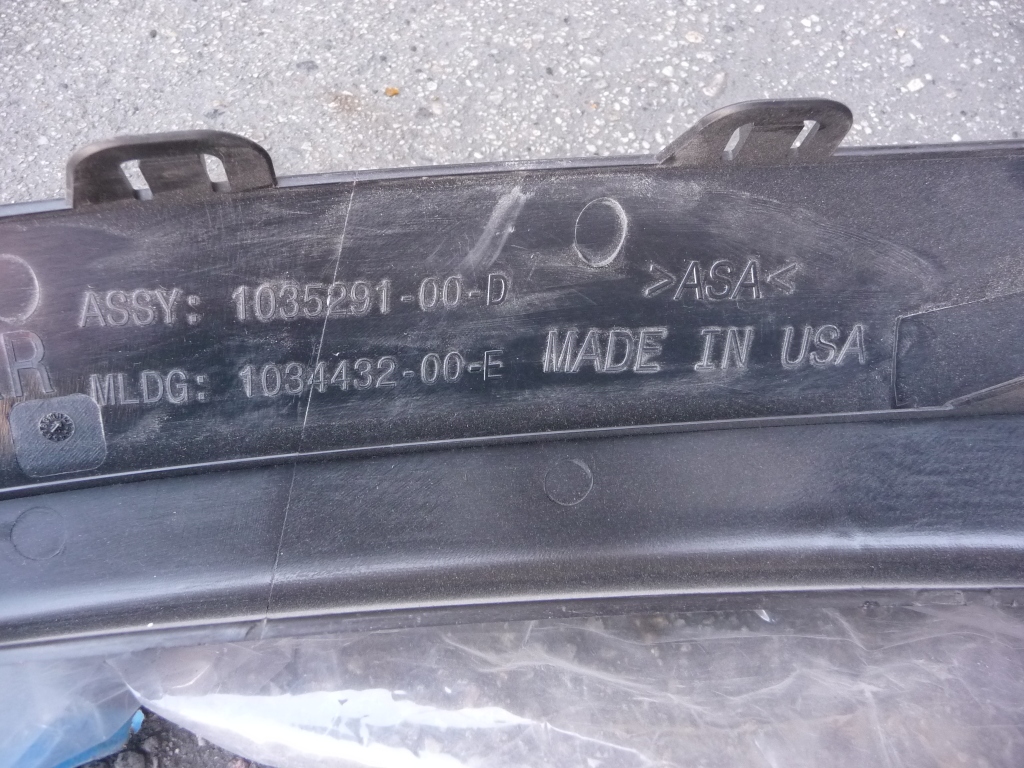 ASSY: 1035291-00-D
>ASA<
R
MLDG: 1034432-00-E
MADE IN USA